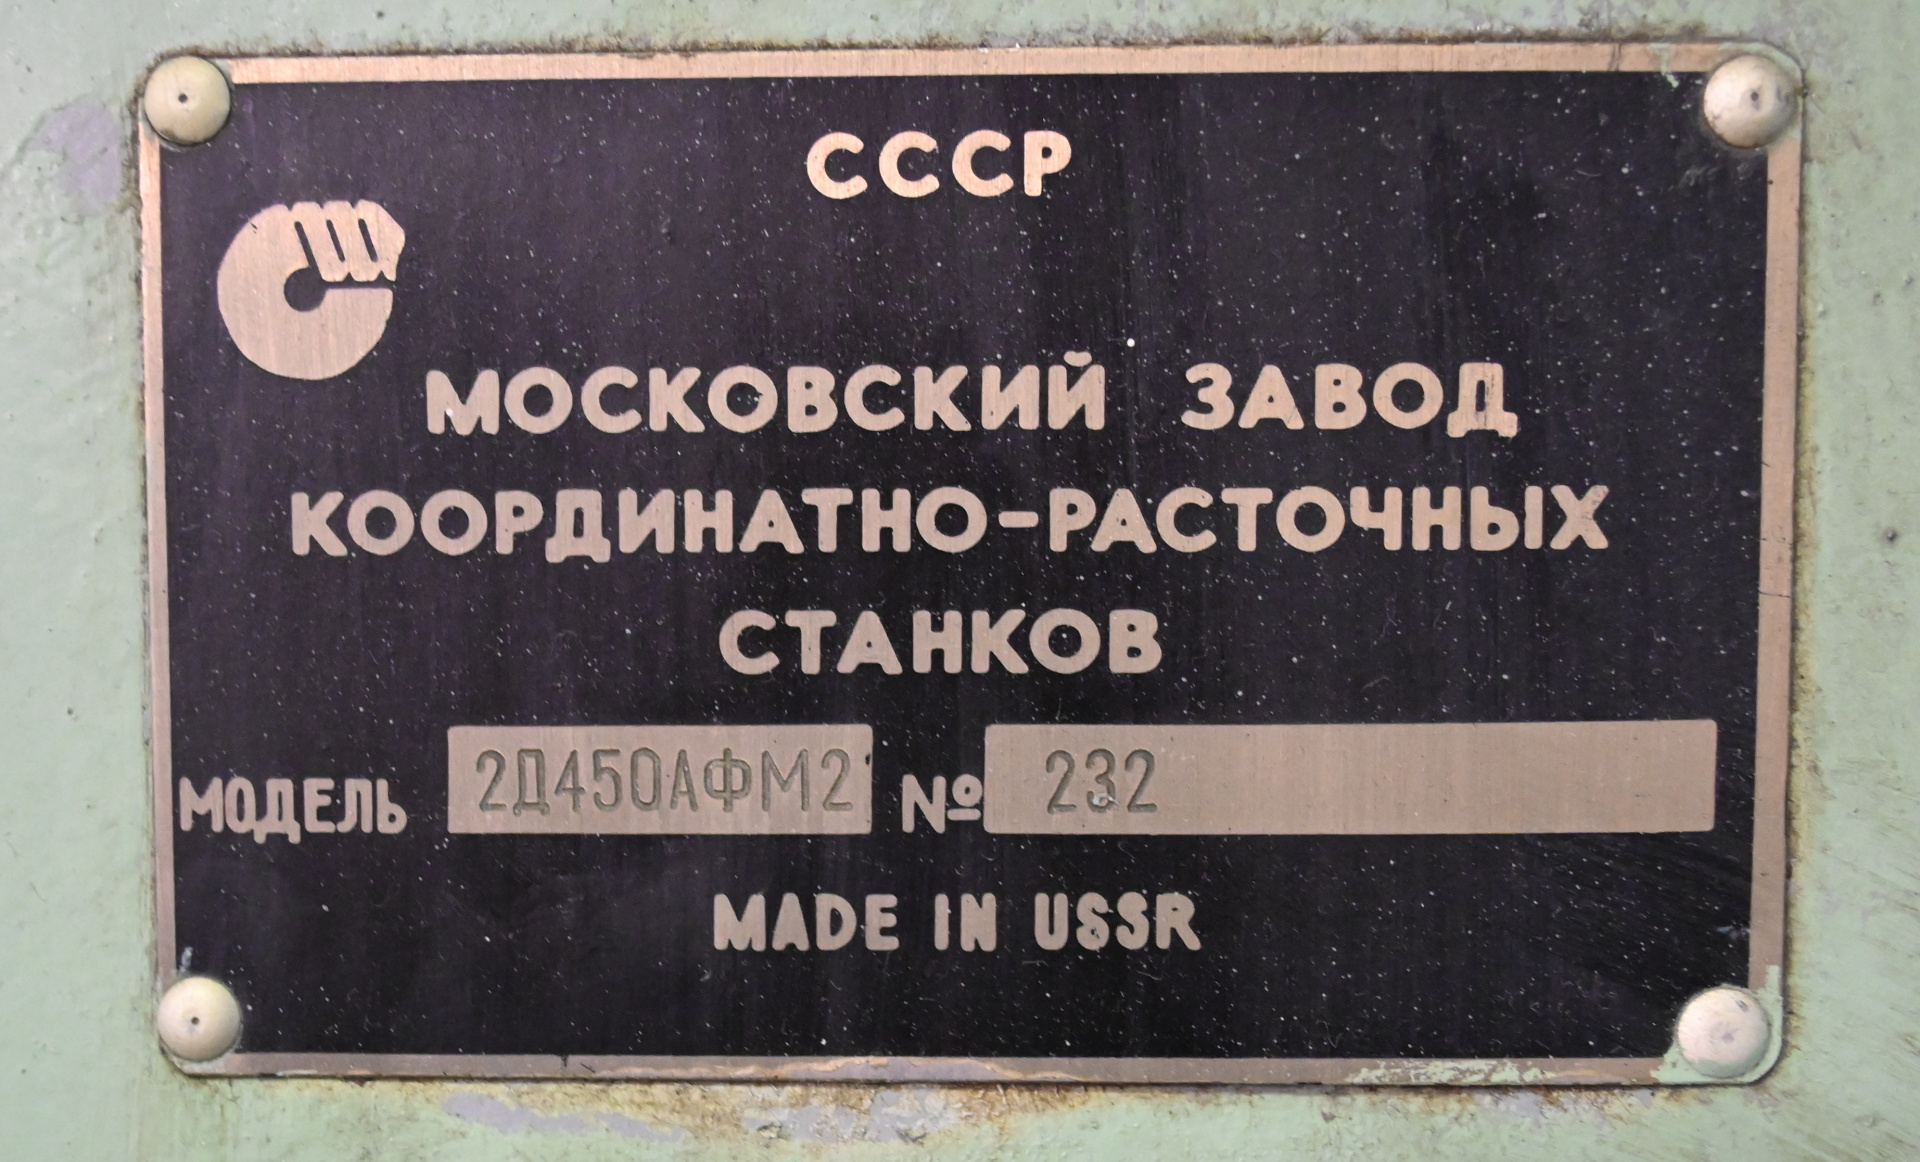 СССР
МОСКОВСКИЙ ЗАВОД
КООРДИНАТНО-РАСТОЧНЫХ
СТАНКОВ
МОДЕЛЬ 2Д450АФМ2 № 232
MADE IN USSR